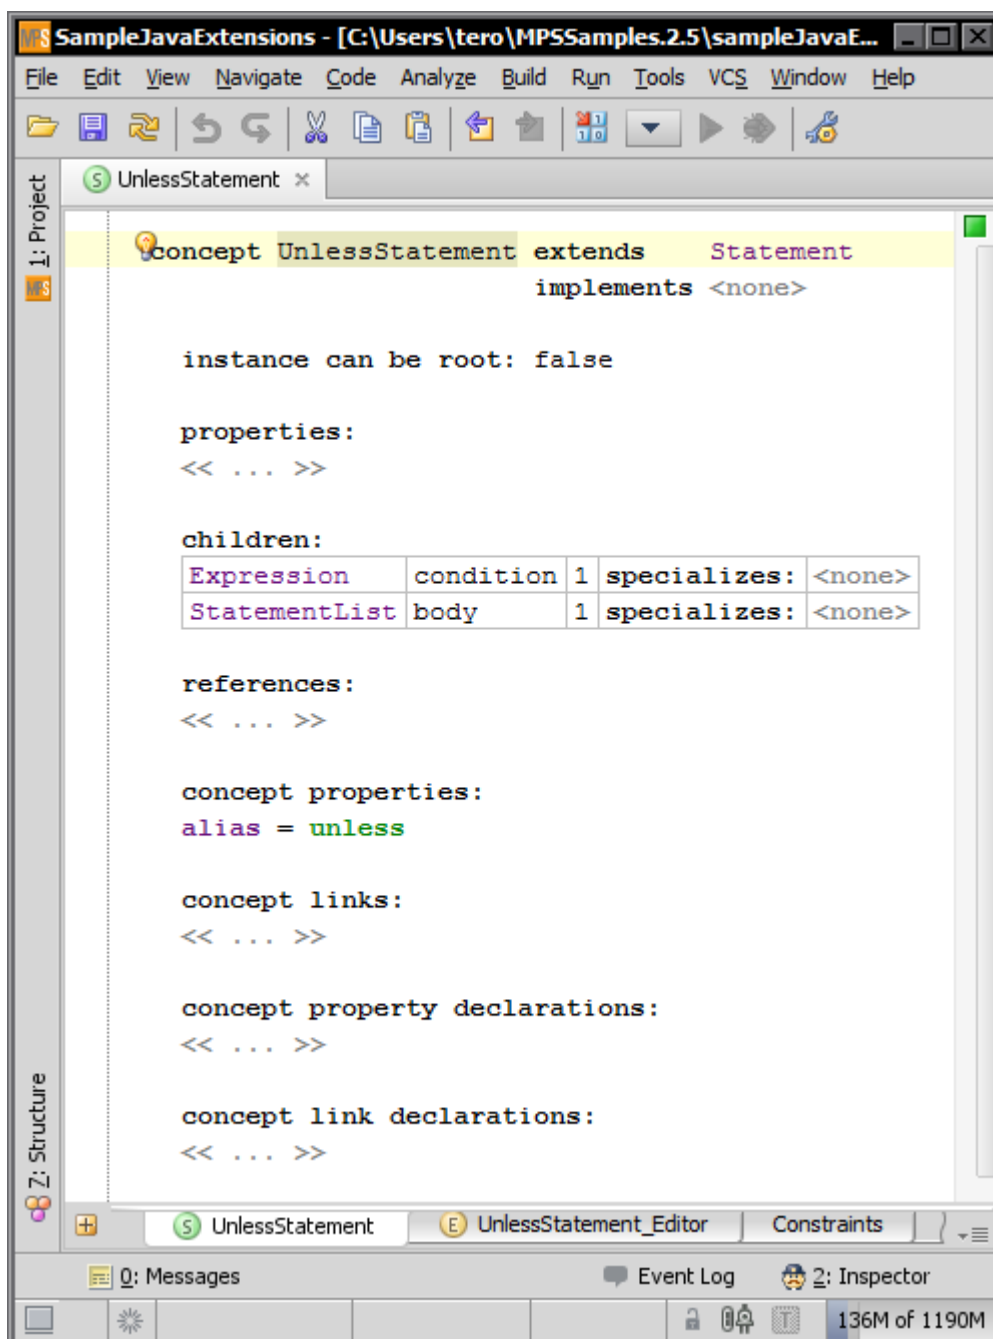 MPS SampleJavaExtensions - [C:\Users\tero\MPSSamples.2.5\sampleJavaE...
File Edit View Navigate Code Analyze Build Run Tools VCS Window Help
1: Project
MPS
S UnlessStatement
concept UnlessStatement extends Statement
implements <none>
instance can be root: false
properties:
<< ... >>
children:
Expression condition 1 specializes: <none>
StatementList body 1 specializes: <none>
references:
<< ... >>
concept properties:
alias = unless
concept links:
<< ... >>
concept property declarations:
<< ... >>
concept link declarations:
<< ... >>
Z: Structure
S UnlessStatement E UnlessStatement_Editor Constraints
0: Messages Event Log 2: Inspector
T 136M of 1190M